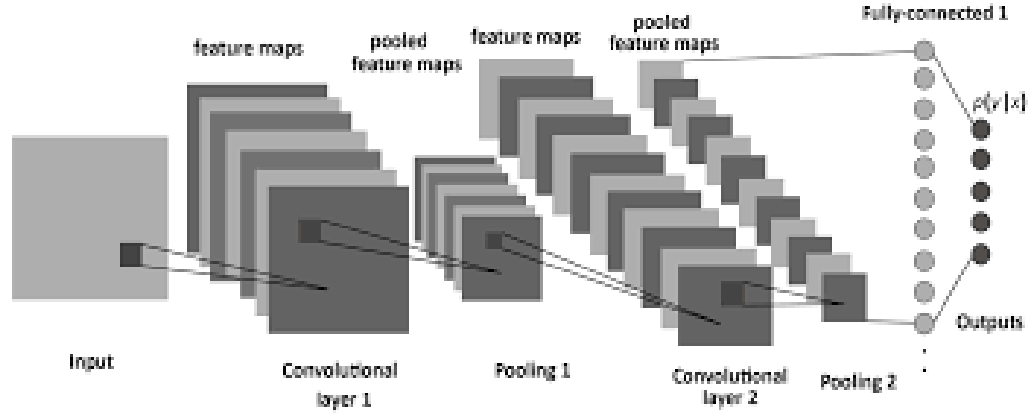 Fully-connected 1
feature maps
pooled
feature maps
feature maps
pooled
feature maps
p(y|x)
Input
Convolutional
layer 1
Pooling 1
Convolutional
layer 2
Pooling 2
Outputs